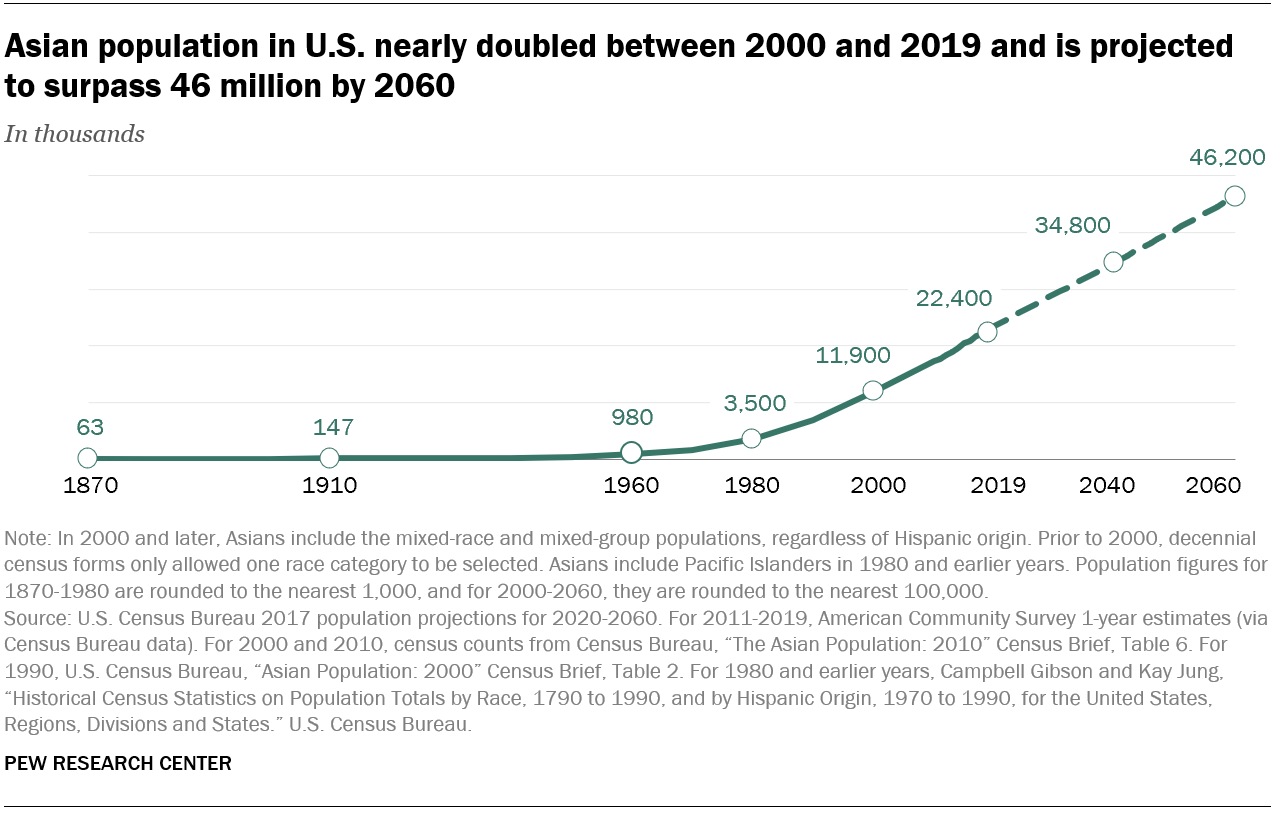 Asian population in U.S. nearly doubled between 2000 and 2019 and is projected
to surpass 46 million by 2060
In thousands
46,200
34,800
22,400
11,900
3,500
980
63
147
1870
1910
1960
1980
2000
2019
2040
2060
Note: In 2000 and later, Asians include the mixed-race and mixed-group populations, regardless of Hispanic origin. Prior to 2000, decennial
census forms only allowed one race category to be selected. Asians include Pacific Islanders in 1980 and earlier years. Population figures for
1870-1980 are rounded to the nearest 1,000, and for 2000-2060, they are rounded to the nearest 100,000.
Source: U.S. Census Bureau 2017 population projections for 2020-2060. For 2011-2019, American Community Survey 1-year estimates (via
Census Bureau data). For 2000 and 2010, census counts from Census Bureau, “The Asian Population: 2010” Census Brief, Table 6. For
1990, U.S. Census Bureau, “Asian Population: 2000” Census Brief, Table 2. For 1980 and earlier years, Campbell Gibson and Kay Jung,
“Historical Census Statistics on Population Totals by Race, 1790 to 1990, and by Hispanic Origin, 1970 to 1990, for the United States,
Regions, Divisions and States.” U.S. Census Bureau.
PEW RESEARCH CENTER